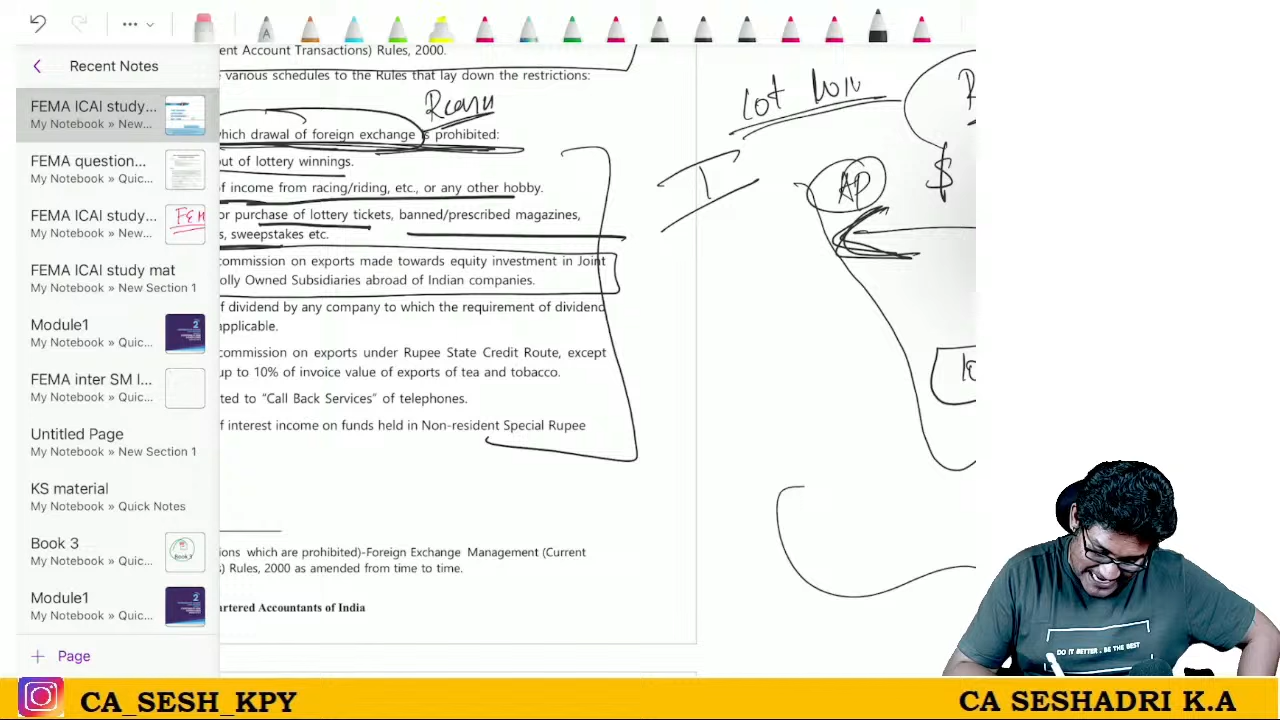 Recent Notes
FEMA ICAI study...
My Notebook » New...
FEMA question...
My Notebook » Quic...
FEMA ICAI study...
My Notebook » New...
FEMA ICAI study mat
My Notebook » New Section 1
Module1
My Notebook » Quic...
FEMA inter SM I...
My Notebook » Quic...
Untitled Page
My Notebook » New Section 1
KS material
My Notebook » Quick Notes
Book 3
My Notebook » Quic...
Module1
My Notebook » Quic...
+ Page
ent Account Transactions) Rules, 2000.
various schedules to the Rules that lay down the restrictions:
which drawal of foreign exchange is prohibited:
out of lottery winnings.
f income from racing/riding, etc., or any other hobby.
or purchase of lottery tickets, banned/prescribed magazines,
s, sweepstakes etc.
commission on exports made towards equity investment in Joint
olly Owned Subsidiaries abroad of Indian companies.
f dividend by any company to which the requirement of dividend
applicable.
commission on exports under Rupee State Credit Route, except
up to 10% of invoice value of exports of tea and tobacco.
ted to “Call Back Services” of telephones.
f interest income on funds held in Non-resident Special Rupee
ions which are prohibited)-Foreign Exchange Management (Current
) Rules, 2000 as amended from time to time.
rtered Accountants of India
I
AP
$
DO IT BETTER . BE THE BEST
CA_SESH_KPY
CA SESHADRI K.A